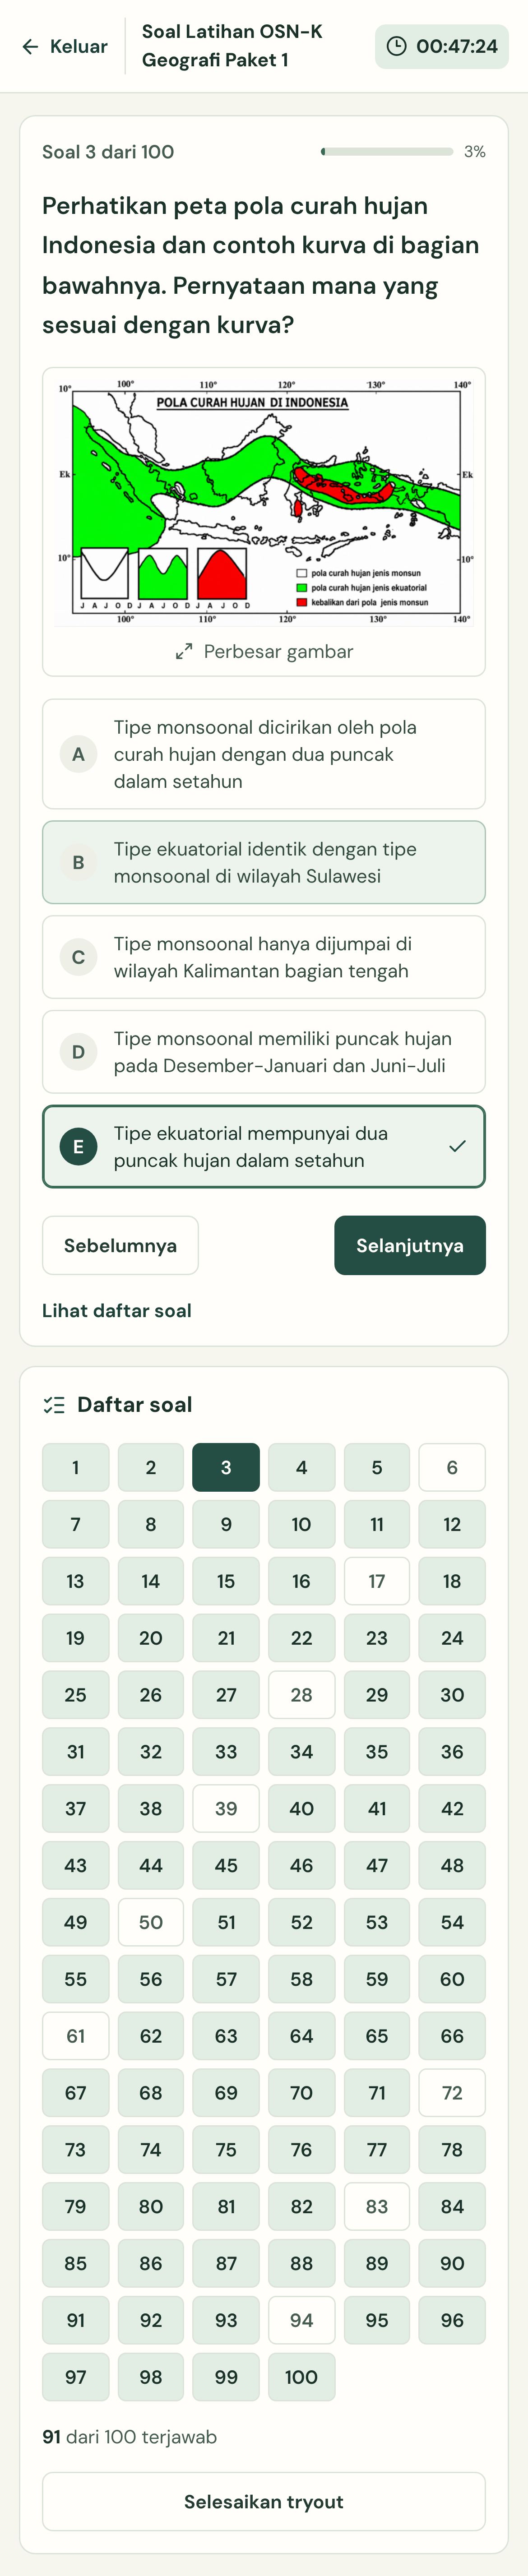 Keluar
Soal Latihan OSN-K
Geografi Paket 1
00:47:24
Soal 3 dari 100
3%
Perhatikan peta pola curah hujan
Indonesia dan contoh kurva di bagian
bawahnya. Pernyataan mana yang
sesuai dengan kurva?
10° 100° 110° 120° 130° 140°
POLA CURAH HUJAN DI INDONESIA
Ek Ek
10° 10°
pola curah hujan jenis monsun
pola curah hujan jenis ekuatorial
kebalikan dari pola jenis monsun
J A J O D J A J O D J A J O D
100° 110° 120° 130° 140°
Perbesar gambar
A
Tipe monsoonal dicirikan oleh pola
curah hujan dengan dua puncak
dalam setahun
B
Tipe ekuatorial identik dengan tipe
monsoonal di wilayah Sulawesi
C
Tipe monsoonal hanya dijumpai di
wilayah Kalimantan bagian tengah
D
Tipe monsoonal memiliki puncak hujan
pada Desember-Januari dan Juni-Juli
E
Tipe ekuatorial mempunyai dua
puncak hujan dalam setahun
Sebelumnya
Selanjutnya
Lihat daftar soal
Daftar soal
1 2 3 4 5 6
7 8 9 10 11 12
13 14 15 16 17 18
19 20 21 22 23 24
25 26 27 28 29 30
31 32 33 34 35 36
37 38 39 40 41 42
43 44 45 46 47 48
49 50 51 52 53 54
55 56 57 58 59 60
61 62 63 64 65 66
67 68 69 70 71 72
73 74 75 76 77 78
79 80 81 82 83 84
85 86 87 88 89 90
91 92 93 94 95 96
97 98 99 100
91 dari 100 terjawab
Selesaikan tryout